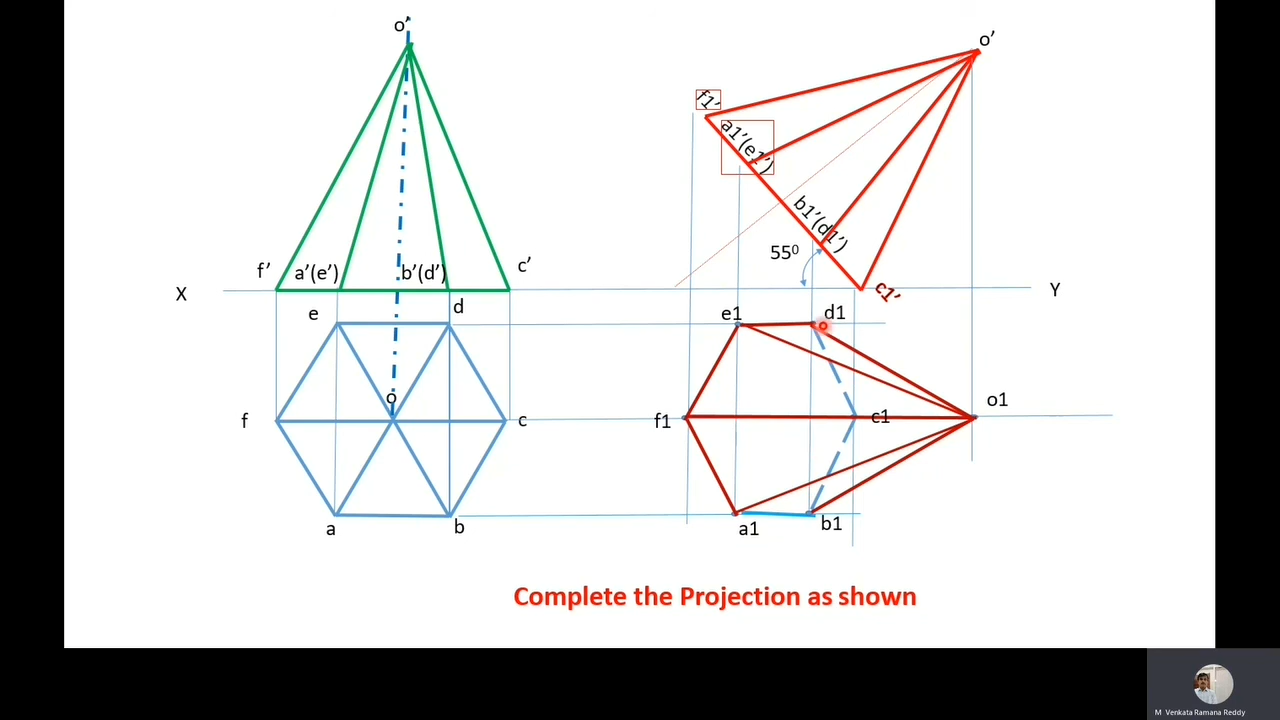 o’
o’
f1’
a1’(e1’)
b1’(d1’)
55⁰
f’
a’(e’)
b’(d’)
c’
X
c1’
Y
e
d
e1
d1
o
o1
f
c
f1
c1
a
b
a1
b1
Complete the Projection as shown
M Venkata Ramana Reddy